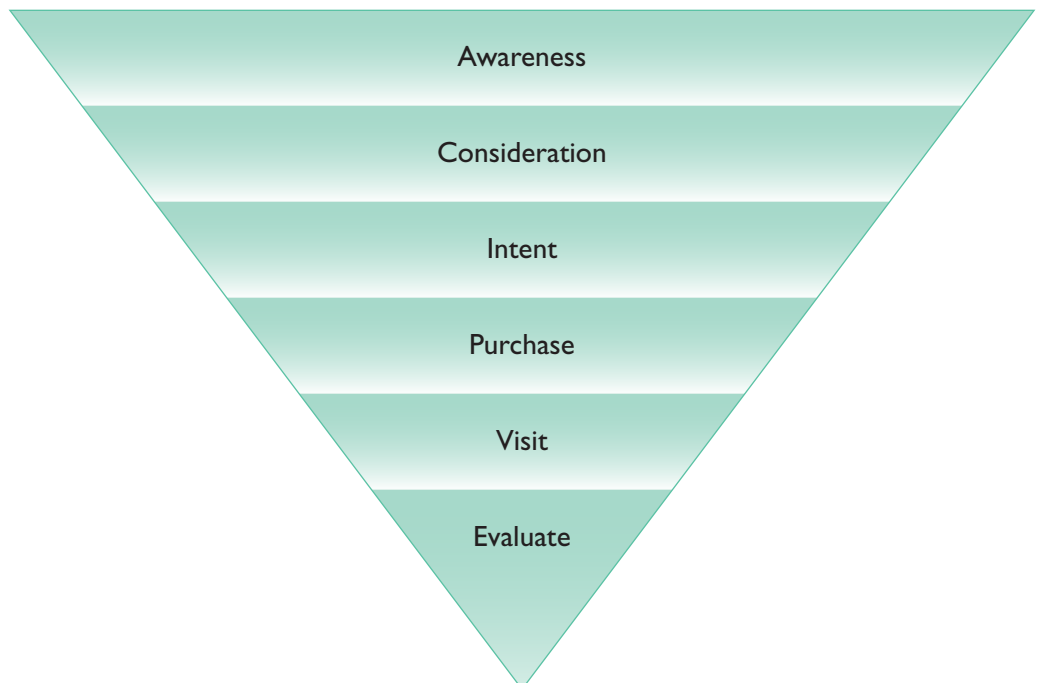 Awareness
Consideration
Intent
Purchase
Visit
Evaluate